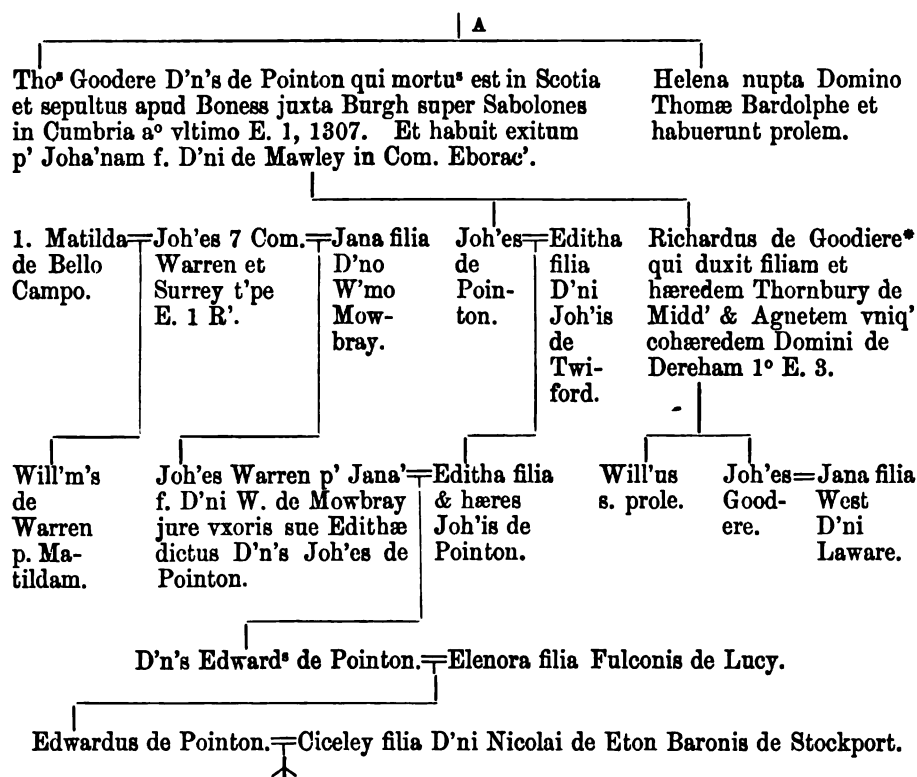 A
Tho^s Goodere D'n's de Pointon qui mortu^s est in Scotia
et sepultus apud Boness juxta Burgh super Sabolones
in Cumbria a^o vltimo E. 1, 1307. Et habuit exitum
p' Joha'nam f. D'ni de Mawley in Com. Eborac'.
Helena nupta Domino
Thomæ Bardolphe et
habuerunt prolem.
1. Matilda
de Bello
Campo.
Joh'es 7 Com.
Warren et
Surrey t'pe
E. 1 R'.
Jana filia
D'no
W'mo
Mow-
bray.
Joh'es
de
Poin-
ton.
Editha
filia
D'ni
Joh'is
de
Twi-
ford.
Richardus de Goodiere*
qui duxit filiam et
hæredem Thornbury de
Midd' & Agnetem vniq'
cohæredem Domini de
Dereham 1^o E. 3.
Will'm's
de
Warren
p. Ma-
tildam.
Joh'es Warren p' Jana'
f. D'ni W. de Mowbray
jure vxoris sue Edithæ
dictus D'n's Joh'es de
Pointon.
Editha filia
& hæres
Joh'is de
Pointon.
Will'us
s. prole.
Joh'es
Good-
ere.
Jana filia
West
D'ni
Laware.
D'n's Edward^s de Pointon.
Elenora filia Fulconis de Lucy.
Edwardus de Pointon.
Ciceley filia D'ni Nicolai de Eton Baronis de Stockport.